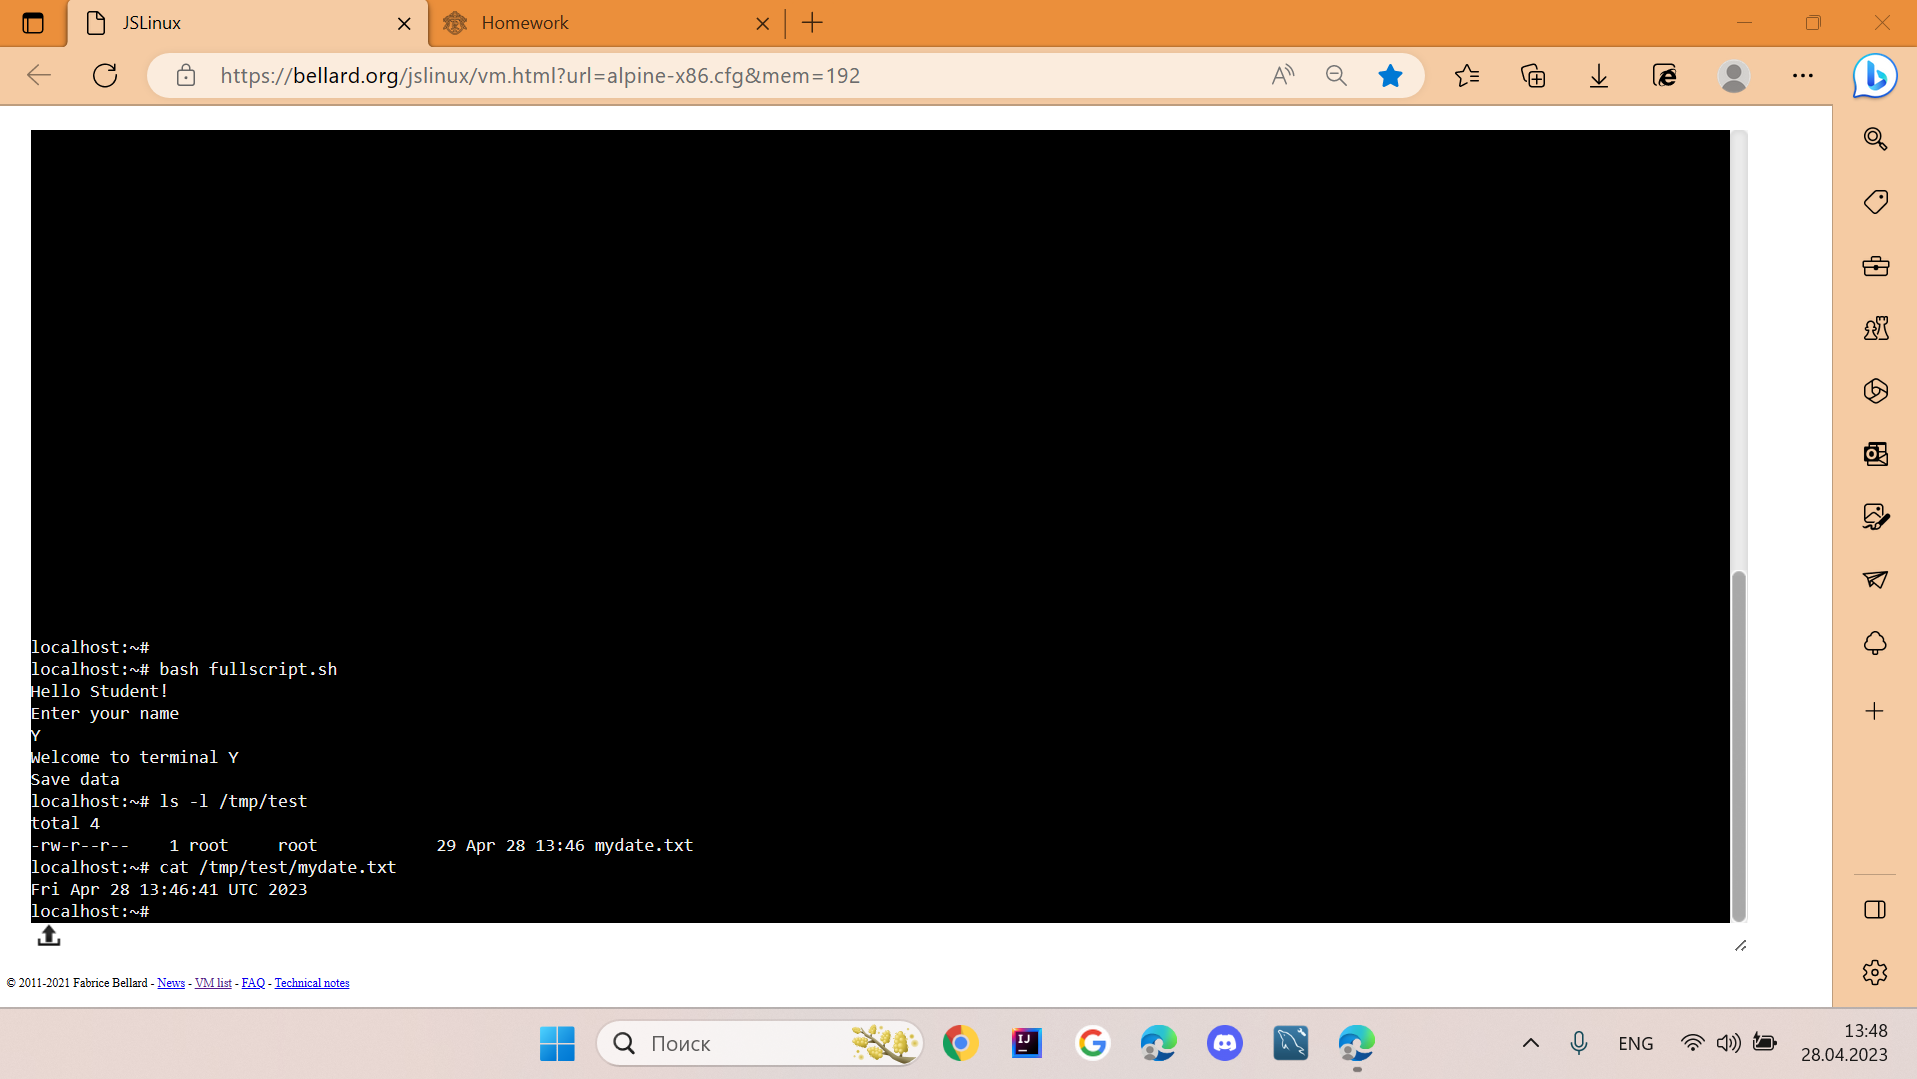 JSLinux
Homework
https://bellard.org/jslinux/vm.html?url=alpine-x86.cfg&mem=192
localhost:~#
localhost:~# bash fullscript.sh
Hello Student!
Enter your name
Y
Welcome to terminal Y
Save data
localhost:~# ls -l /tmp/test
total 4
-rw-r--r--    1 root     root            29 Apr 28 13:46 mydate.txt
localhost:~# cat /tmp/test/mydate.txt
Fri Apr 28 13:46:41 UTC 2023
localhost:~#
© 2011-2021 Fabrice Bellard - News - VM list - FAQ - Technical notes
Поиск
ENG
13:48
28.04.2023